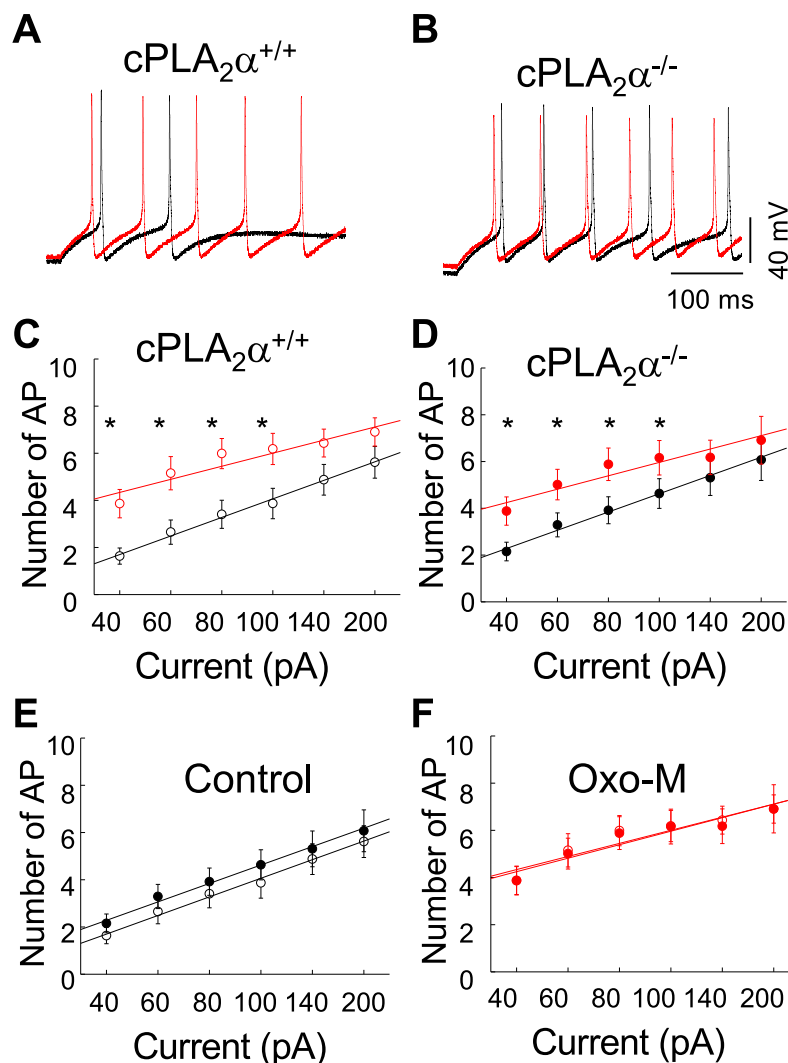 A
cPLA₂α⁺/⁺
B
cPLA₂α⁻/⁻
40 mV
100 ms
C
cPLA₂α⁺/⁺
Number of AP
10
8
6
4
2
0
* * * *
40 60 80 100 140 200
Current (pA)
D
cPLA₂α⁻/⁻
Number of AP
10
8
6
4
2
0
* * * *
40 60 80 100 140 200
Current (pA)
E
Control
Number of AP
10
8
6
4
2
0
40 60 80 100 140 200
Current (pA)
F
Oxo-M
Number of AP
10
8
6
4
2
0
40 60 80 100 140 200
Current (pA)